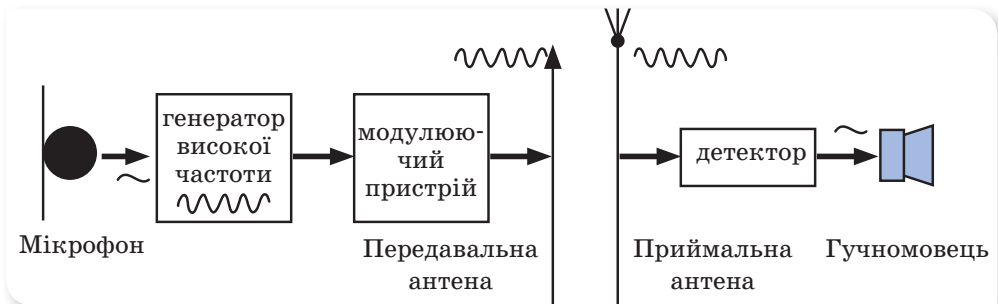 генератор
високої
частоти
модулюю-
чий
пристрій
детектор
Мікрофон
Передавальна
антена
Приймальна
антена
Гучномовець